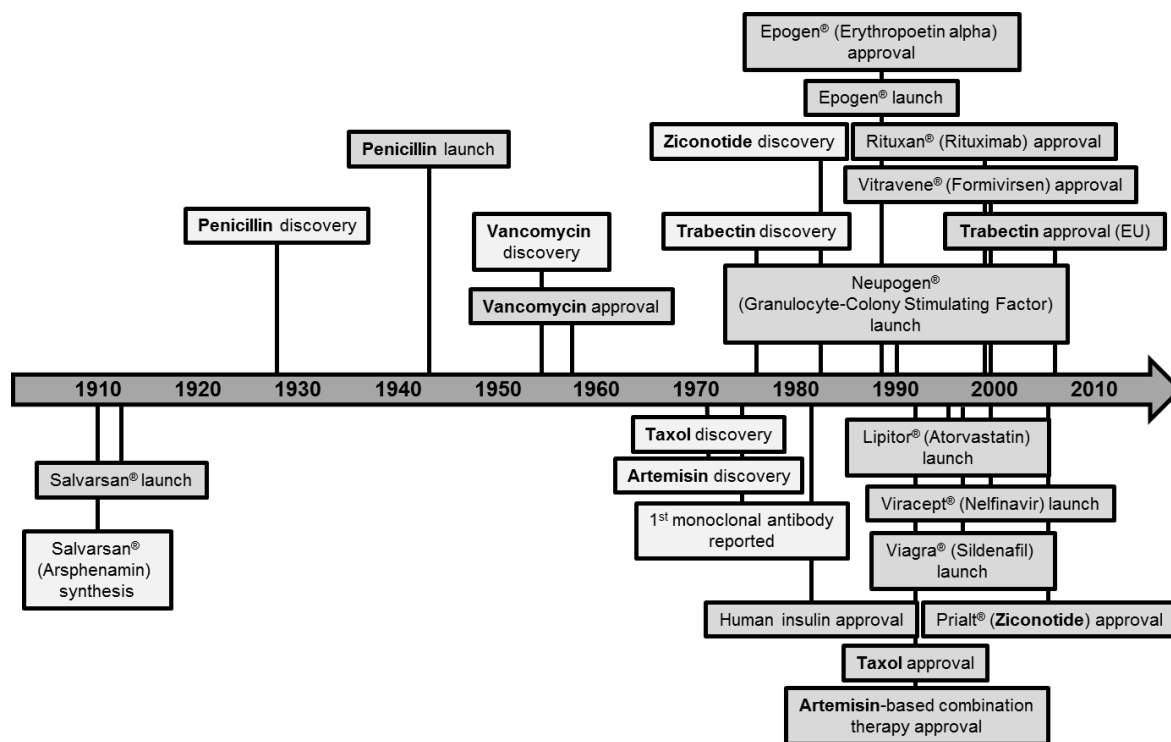 Epogen® (Erythropoetin alpha)
approval
Epogen® launch
Penicillin launch
Ziconotide discovery
Rituxan® (Rituximab) approval
Vitravene® (Formivirsen) approval
Penicillin discovery
Vancomycin
discovery
Trabectin discovery
Trabectin approval (EU)
Vancomycin approval
Neupogen®
(Granulocyte-Colony Stimulating Factor)
launch
1910 1920 1930 1940 1950 1960 1970 1980 1990 2000 2010
Taxol discovery
Lipitor® (Atorvastatin)
launch
Salvarsan® launch
Artemisin discovery
Viracept® (Nelfinavir) launch
1st monoclonal antibody
reported
Salvarsan®
(Arsphenamin)
synthesis
Viagra® (Sildenafil)
launch
Human insulin approval
Prialt® (Ziconotide) approval
Taxol approval
Artemisin-based combination
therapy approval